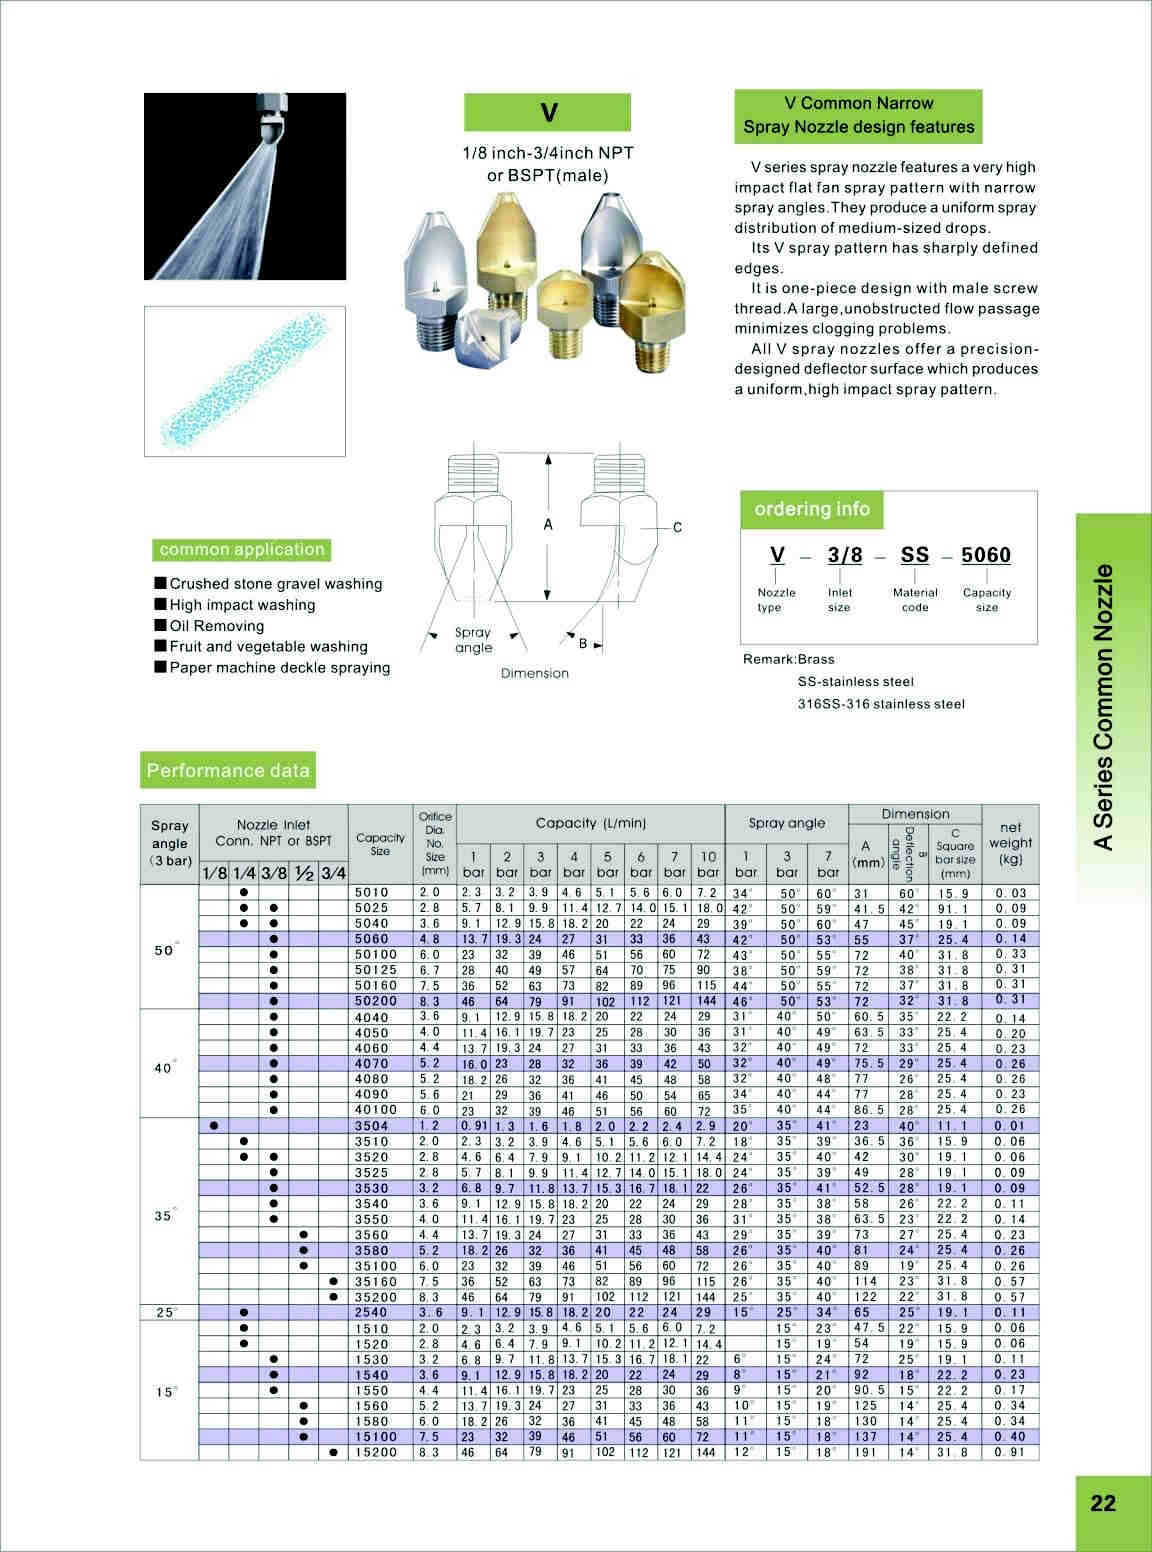 V
1/8 inch-3/4inch NPT
or BSPT(male)
V Common Narrow
Spray Nozzle design features
V series spray nozzle features a very high
impact flat fan spray pattern with narrow
spray angles.They produce a uniform spray
distribution of medium-sized drops.
Its V spray pattern has sharply defined
edges.
It is one-piece design with male screw
thread.A large,unobstructed flow passage
minimizes clogging problems.
All V spray nozzles offer a precision-
designed deflector surface which produces
a uniform,high impact spray pattern.
common application
■Crushed stone gravel washing
■High impact washing
■Oil Removing
■Fruit and vegetable washing
■Paper machine deckle spraying
A
C
B
Spray
angle
Dimension
ordering info
V – 3/8 – SS – 5060
Nozzle type
Inlet size
Material code
Capacity size
Remark:Brass
SS-stainless steel
316SS-316 stainless steel
A Series Common Nozzle
Performance data
Spray angle (3 bar) Nozzle Inlet Conn. NPT or BSPT Capacity Size Orifice Dia. No. Size (mm) Capacity (L/min) Spray angle Dimension net weight (kg)
1/8 1/4 3/8 ½ 3/4 1 bar 2 bar 3 bar 4 bar 5 bar 6 bar 7 bar 10 bar 1 bar 3 bar 7 bar A (mm) B Deflection angle C Square bar size (mm)
50°
● 5010 2.0 2.3 3.2 3.9 4.6 5.1 5.6 6.0 7.2 34° 50° 60° 31 60° 15.9 0.03
● ● 5025 2.8 5.7 8.1 9.9 11.4 12.7 14.0 15.1 18.0 42° 50° 59° 41.5 42° 91.1 0.09
● ● 5040 3.6 9.1 12.9 15.8 18.2 20 22 24 29 39° 50° 60° 47 45° 19.1 0.09
● 5060 4.8 13.7 19.3 24 27 31 33 36 43 42° 50° 53° 55 37° 25.4 0.14
● 50100 6.0 23 32 39 46 51 56 60 72 43° 50° 55° 72 40° 31.8 0.33
● 50125 6.7 28 40 49 57 64 70 75 90 38° 50° 59° 72 38° 31.8 0.31
● 50160 7.5 36 52 63 73 82 89 96 115 44° 50° 55° 72 37° 31.8 0.31
● 50200 8.3 46 64 79 91 102 112 121 144 46° 50° 53° 72 32° 31.8 0.31
40°
● 4040 3.6 9.1 12.9 15.8 18.2 20 22 24 29 31° 40° 50° 60.5 35° 22.2 0.14
● 4050 4.0 11.4 16.1 19.7 23 25 28 30 36 31° 40° 49° 63.5 33° 25.4 0.20
● 4060 4.4 13.7 19.3 24 27 31 33 36 43 32° 40° 49° 72 33° 25.4 0.23
● 4070 5.2 16.0 23 28 32 36 39 42 50 32° 40° 49° 75.5 29° 25.4 0.26
● 4080 5.2 18.2 26 32 36 41 45 48 58 32° 40° 48° 77 26° 25.4 0.26
● 4090 5.6 21 29 36 41 46 50 54 65 34° 40° 44° 77 28° 25.4 0.23
● 40100 6.0 23 32 39 46 51 56 60 72 35° 40° 44° 86.5 28° 25.4 0.26
35°
● 3504 1.2 0.91 1.3 1.6 1.8 2.0 2.2 2.4 2.9 20° 35° 41° 23 40° 11.1 0.01
● 3510 2.0 2.3 3.2 3.9 4.6 5.1 5.6 6.0 7.2 18° 35° 39° 36.5 36° 15.9 0.06
● ● 3520 2.8 4.6 6.4 7.9 9.1 10.2 11.2 12.1 14.4 24° 35° 40° 42 30° 19.1 0.06
● 3525 2.8 5.7 8.1 9.9 11.4 12.7 14.0 15.1 18.0 24° 35° 39° 49 28° 19.1 0.09
● 3530 3.2 6.8 9.7 11.8 13.7 15.3 16.7 18.1 22 26° 35° 41° 52.5 28° 19.1 0.09
● 3540 3.6 9.1 12.9 15.8 18.2 20 22 24 29 28° 35° 38° 58 26° 22.2 0.11
● 3550 4.0 11.4 16.1 19.7 23 25 28 30 36 31° 35° 38° 63.5 23° 22.2 0.14
● 3560 4.4 13.7 19.3 24 27 31 33 36 43 29° 35° 39° 73 27° 25.4 0.23
● 3580 5.2 18.2 26 32 36 41 45 48 58 26° 35° 40° 81 24° 25.4 0.26
● 35100 6.0 23 32 39 46 51 56 60 72 26° 35° 40° 89 19° 25.4 0.26
● 35160 7.5 36 52 63 73 82 89 96 115 26° 35° 40° 114 23° 31.8 0.57
● 35200 8.3 46 64 79 91 102 112 121 144 25° 35° 40° 122 22° 31.8 0.57
25° ● 2540 3.6 9.1 12.9 15.8 18.2 20 22 24 29 15° 25° 34° 65 25° 19.1 0.11
15°
● 1510 2.0 2.3 3.2 3.9 4.6 5.1 5.6 6.0 7.2 15° 23° 47.5 22° 15.9 0.06
● 1520 2.8 4.6 6.4 7.9 9.1 10.2 11.2 12.1 14.4 15° 19° 54 19° 15.9 0.06
● 1530 3.2 6.8 9.7 11.8 13.7 15.3 16.7 18.1 22 6° 15° 24° 72 25° 19.1 0.11
● 1540 3.6 9.1 12.9 15.8 18.2 20 22 24 29 8° 15° 21° 92 18° 22.2 0.23
● 1550 4.4 11.4 16.1 19.7 23 25 28 30 36 9° 15° 20° 90.5 15° 22.2 0.17
● 1560 5.2 13.7 19.3 24 27 31 33 36 43 10° 15° 19° 125 14° 25.4 0.34
● 1580 6.0 18.2 26 32 36 41 45 48 58 11° 15° 18° 130 14° 25.4 0.34
● 15100 7.5 23 32 39 46 51 56 60 72 11° 15° 18° 137 14° 25.4 0.40
● 15200 8.3 46 64 79 91 102 112 121 144 12° 15° 18° 191 14° 31.8 0.91
22